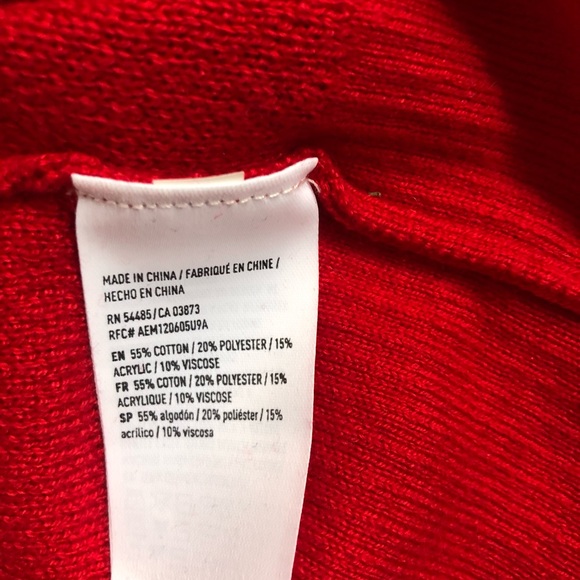 MADE IN CHINA / FABRIQUÉ EN CHINE /
HECHO EN CHINA
RN 54485 / CA 03873
RFC# AEM120605U9A
EN 55% COTTON / 20% POLYESTER / 15%
ACRYLIC / 10% VISCOSE
FR 55% COTON / 20% POLYESTER / 15%
ACRYLIQUE / 10% VISCOSE
SP 55% algodón / 20% poliéster / 15%
acrílico / 10% viscosa